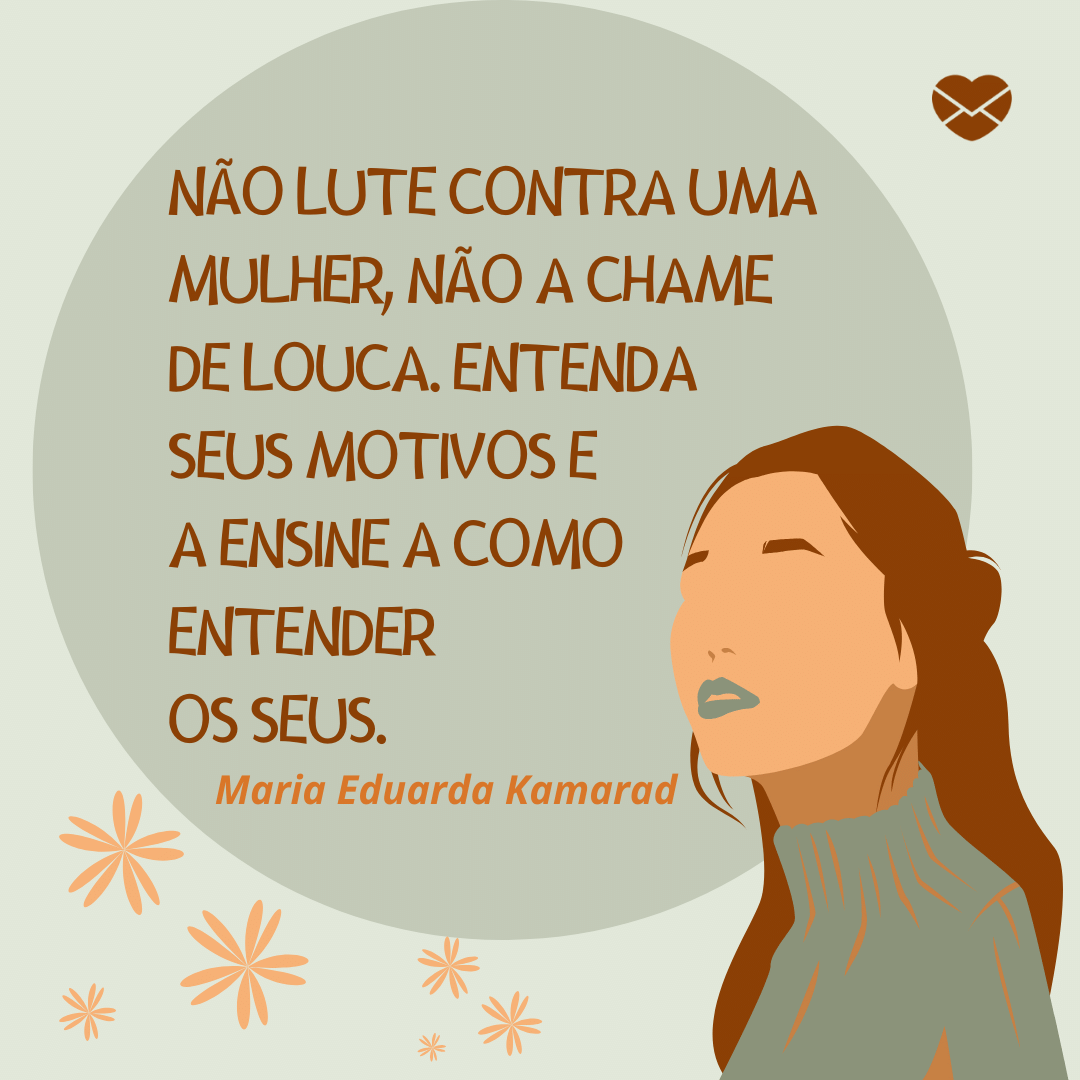 NÃO LUTE CONTRA UMA
MULHER, NÃO A CHAME
DE LOUCA. ENTENDA
SEUS MOTIVOS E
A ENSINE A COMO
ENTENDER
OS SEUS.
Maria Eduarda Kamarad